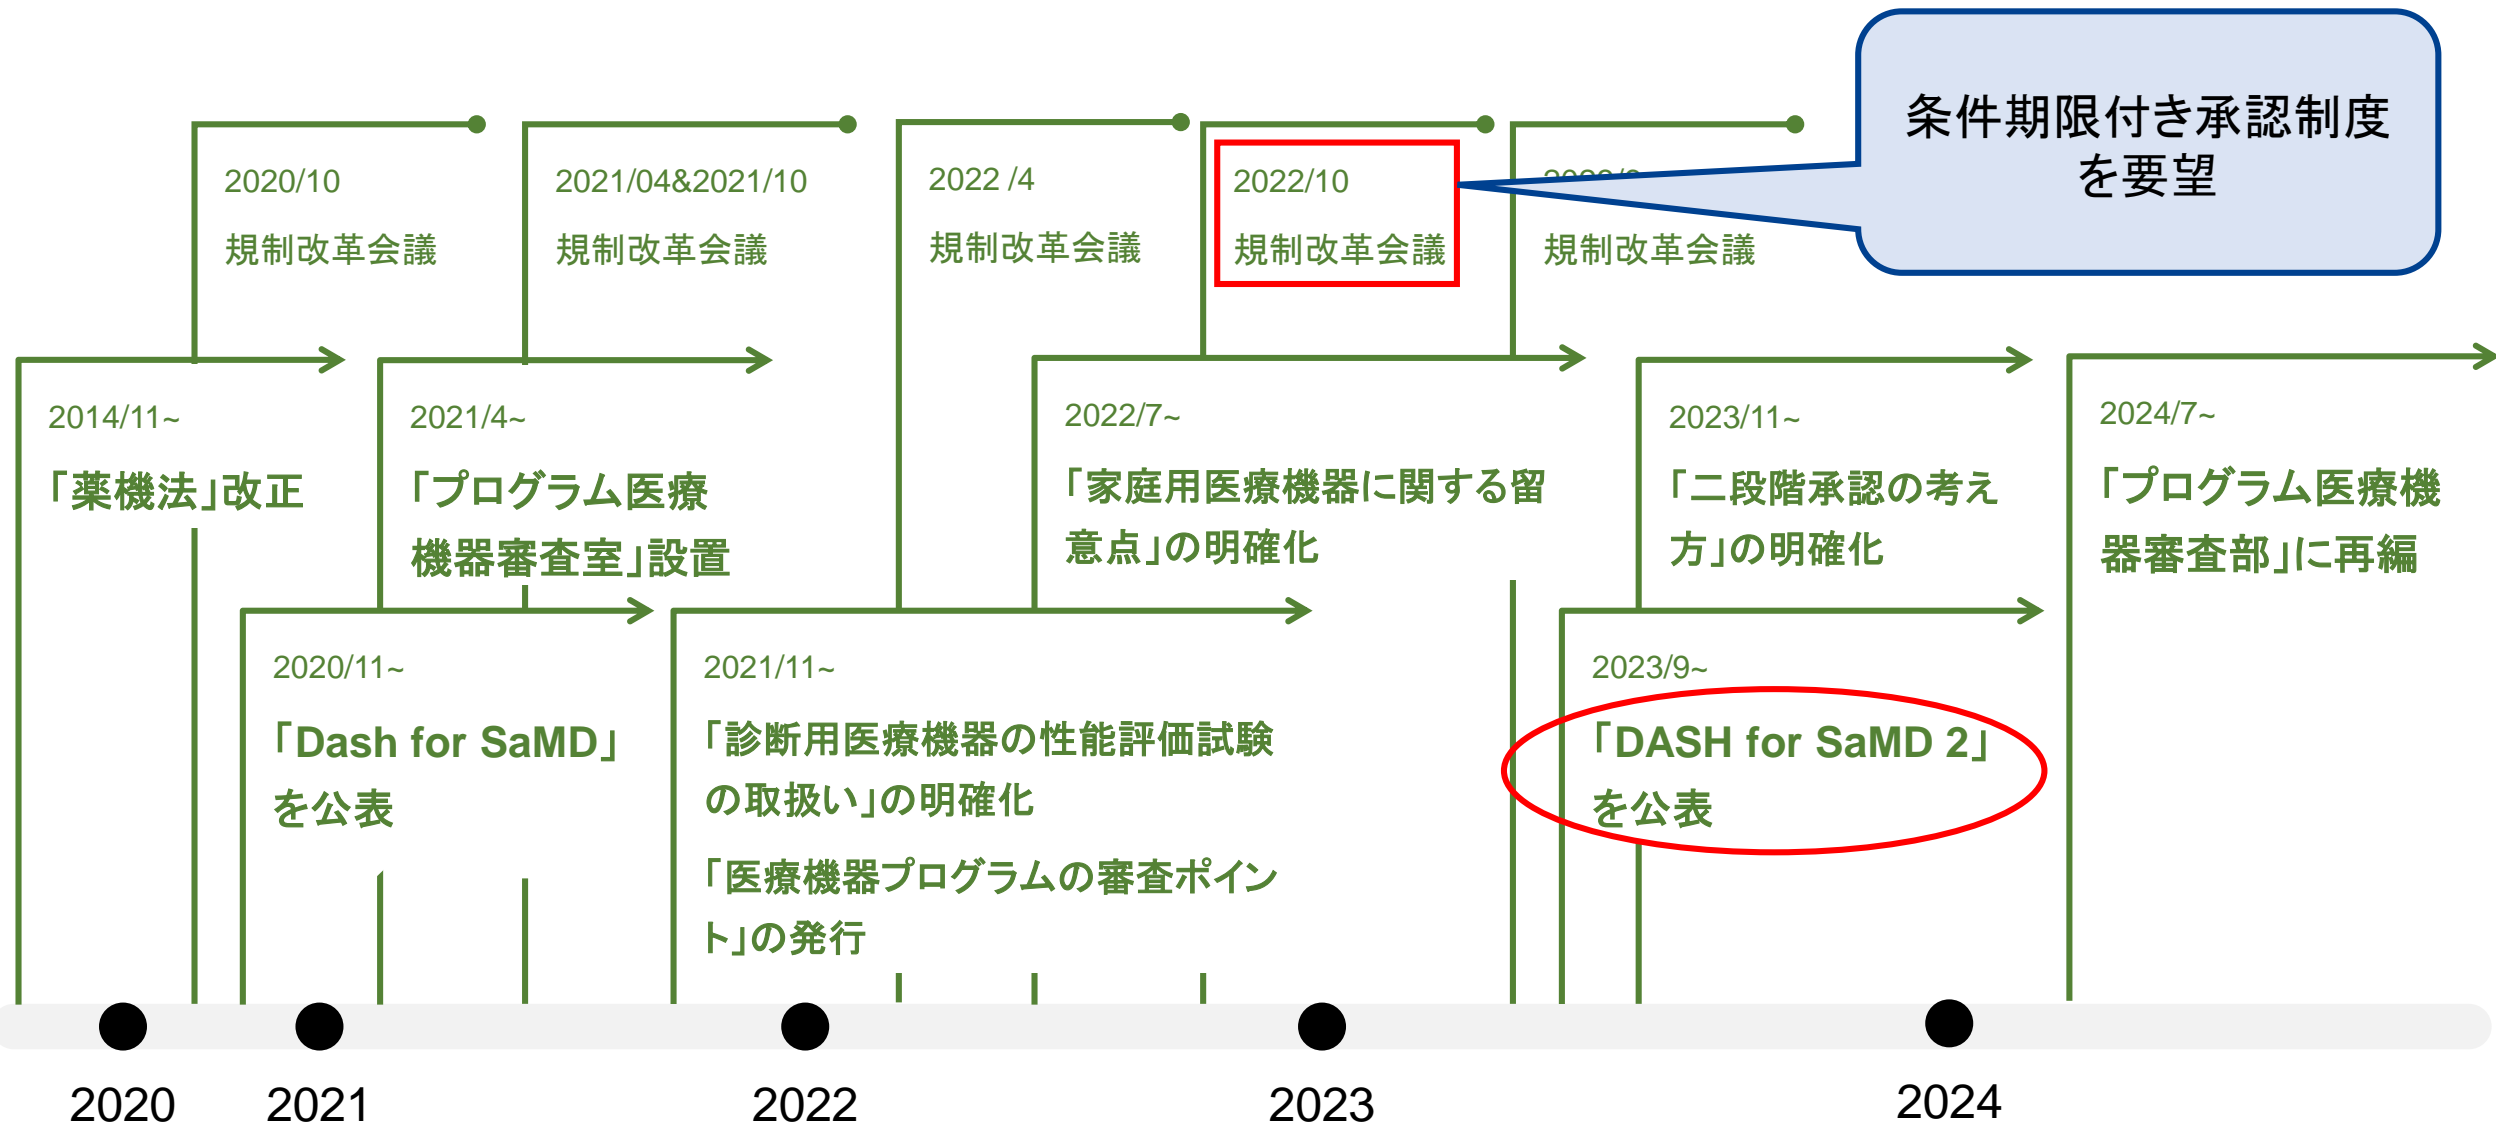 条件期限付き承認制度
を要望
2020/10
規制改革会議
2021/04&2021/10
規制改革会議
2022 /4
規制改革会議
2022/10
規制改革会議
規制改革会議
2014/11~
「薬機法」改正
2021/4~
「プログラム医療
機器審査室」設置
2022/7~
「家庭用医療機器に関する留
意点」の明確化
2023/11~
「二段階承認の考え
方」の明確化
2024/7~
「プログラム医療機
器審査部」に再編
2020/11~
「Dash for SaMD」
を公表
2021/11~
「診断用医療機器の性能評価試験
の取扱い」の明確化
「医療機器プログラムの審査ポイン
ト」の発行
2023/9~
「DASH for SaMD 2」
を公表
2020
2021
2022
2023
2024